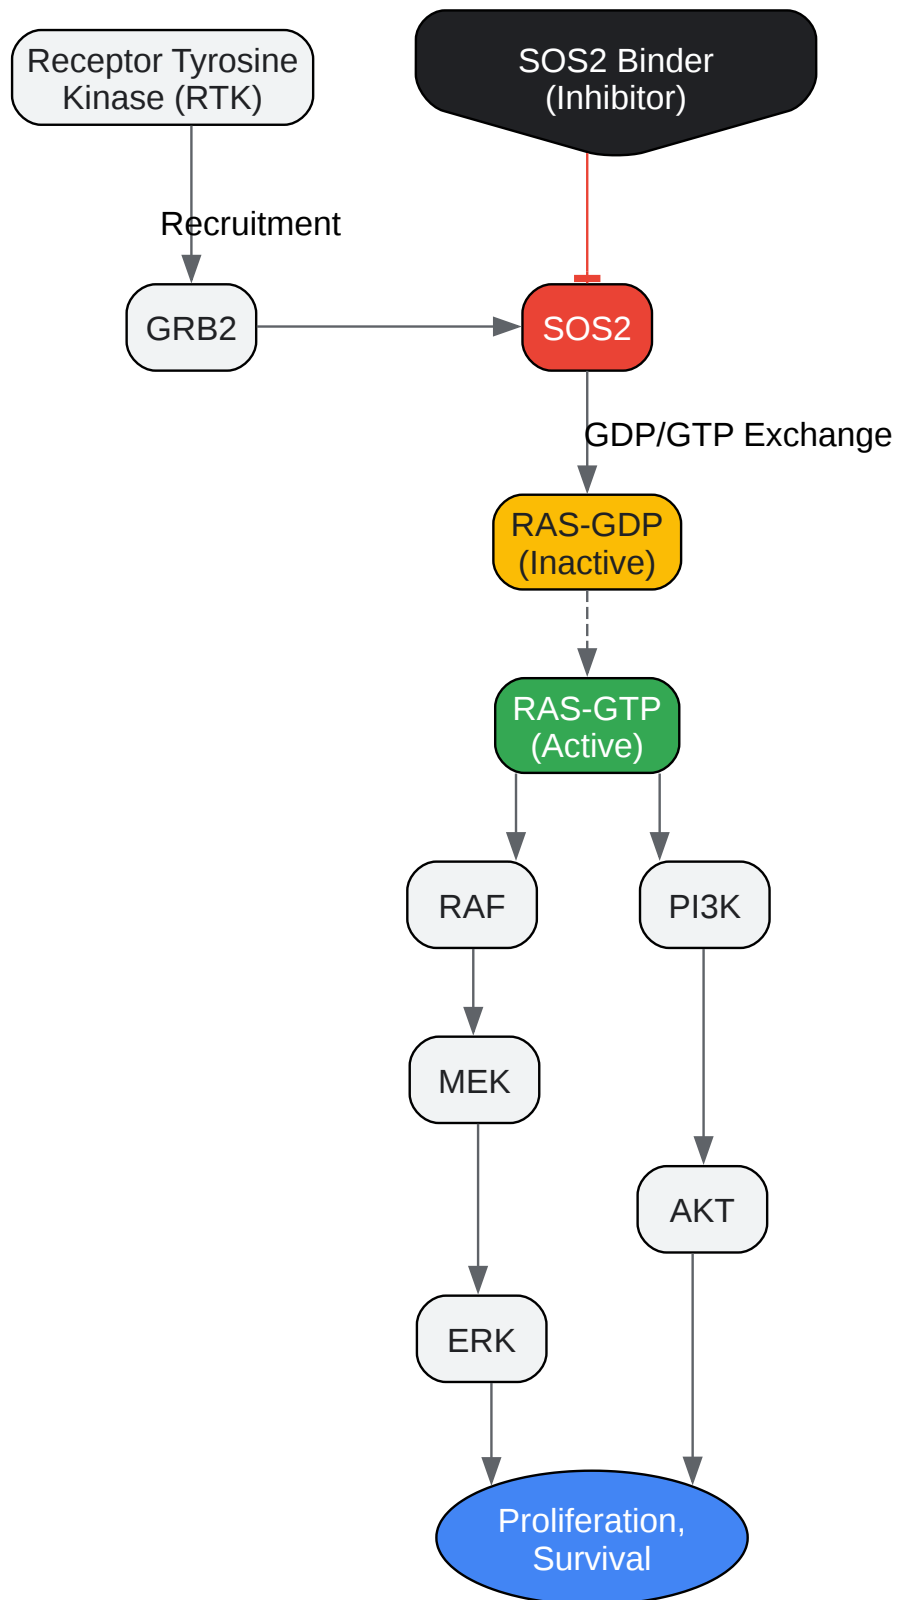 Receptor Tyrosine
Kinase (RTK)
SOS2 Binder
(Inhibitor)
Recruitment
GRB2
SOS2
GDP/GTP Exchange
RAS-GDP
(Inactive)
RAS-GTP
(Active)
RAF
PI3K
MEK
AKT
ERK
Proliferation,
Survival